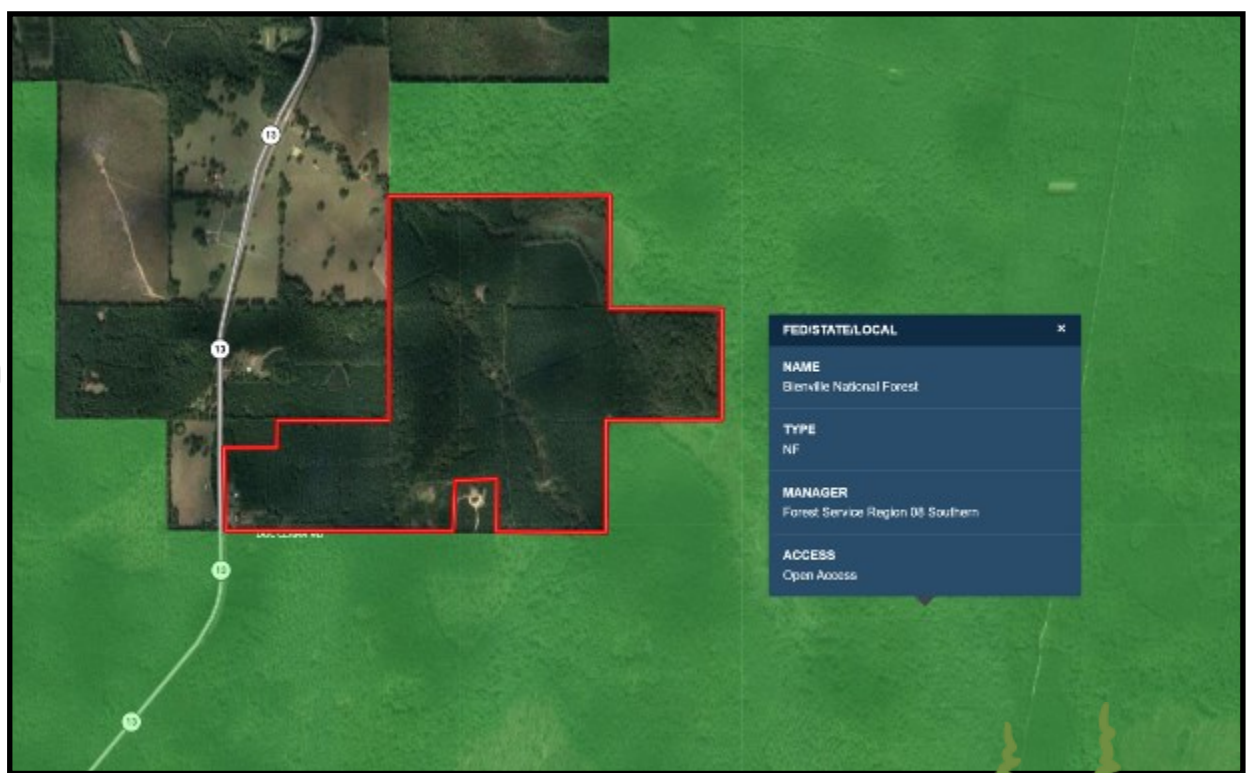 13
FED/STATE/LOCAL
×
NAME
Bienville National Forest
13
TYPE
NF
MANAGER
Forest Service Region 08 Southern
ACCESS
13
Open Access
13